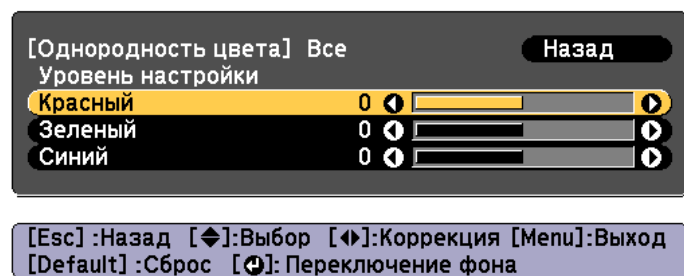 [Однородность цвета] Все Назад
Уровень настройки
Красный 0
Зеленый 0
Синий 0
[Esc] :Назад [◆]:Выбор [◀▶]:Коррекция [Menu]:Выход
[Default] :Сброс [↵]: Переключение фона